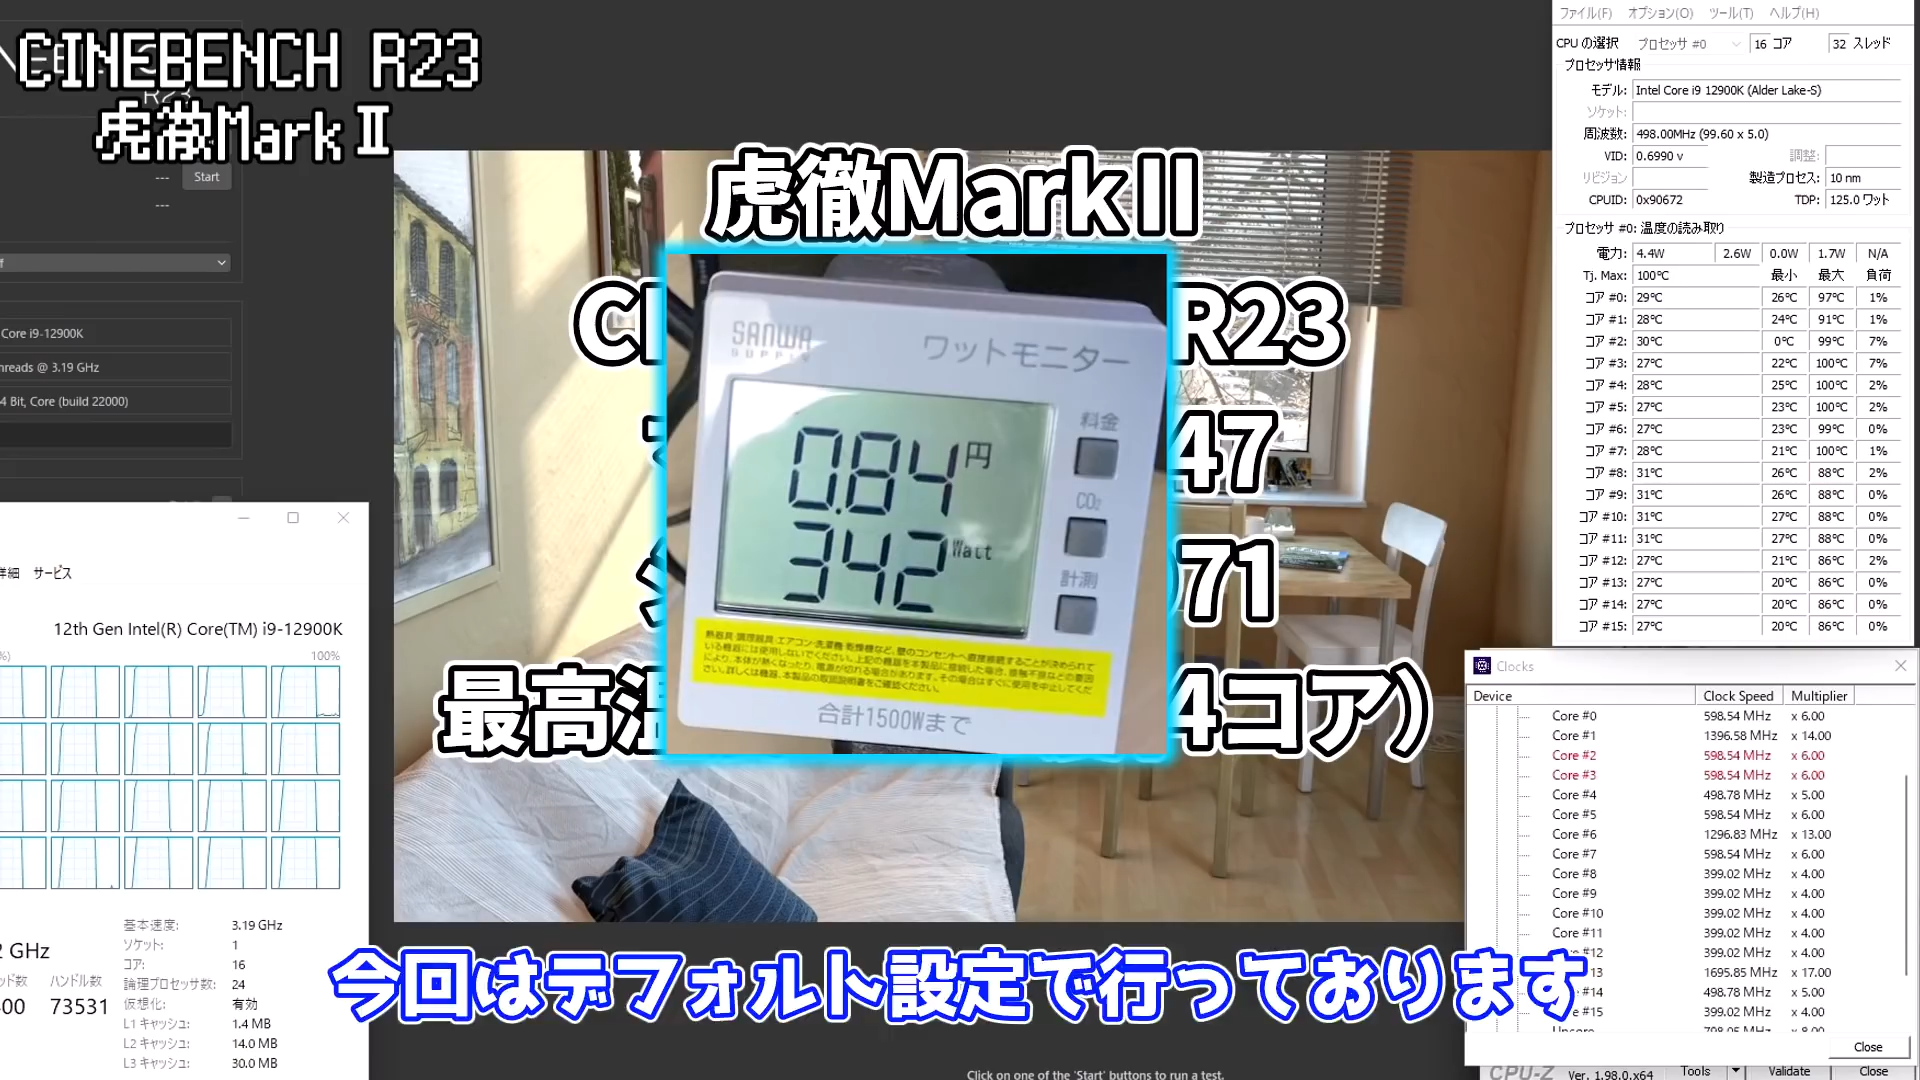 CINEBENCH R23
虎徹MarkⅡ
R23
---
Start
---
Core i9-12900K
hreads @ 3.19 GHz
4 Bit, Core (build 22000)
詳細 サービス
12th Gen Intel(R) Core(TM) i9-12900K
%)
100%
基本速度: 3.19 GHz
ソケット: 1
コア: 16
論理プロセッサ数: 24
仮想化: 有効
L1 キャッシュ: 1.4 MB
L2 キャッシュ: 14.0 MB
L3 キャッシュ: 30.0 MB
2 GHz
ッド数 ハンドル数
00 73531
虎徹MarkⅡ
R23
47
71
最高温
4コア）
SANWA
SUPPLY
ワットモニター
料金
0.84円
CO₂
342 Watt
計測
合計1500Wまで
今回はデフォルト設定で行っております
Click on one of the 'Start' buttons to run a test.
ファイル(F) オプション(O) ツール(T) ヘルプ(H)
CPU の選択 プロセッサ #0 16 コア 32 スレッド
プロセッサ情報
モデル: Intel Core i9 12900K (Alder Lake-S)
ソケット:
周波数: 498.00MHz (99.60 x 5.0)
VID: 0.6990 v 調整:
リビジョン 製造プロセス: 10 nm
CPUID: 0x90672 TDP: 125.0 ワット
プロセッサ #0: 温度の読み取り
電力: 4.4W 2.6W 0.0W 1.7W N/A
Tj. Max: 100℃ 最小 最大 負荷
コア #0: 29℃ 26℃ 97℃ 1%
コア #1: 28℃ 24℃ 91℃ 1%
コア #2: 30℃ 0℃ 99℃ 7%
コア #3: 27℃ 22℃ 100℃ 7%
コア #4: 28℃ 25℃ 100℃ 2%
コア #5: 27℃ 23℃ 100℃ 2%
コア #6: 27℃ 23℃ 99℃ 0%
コア #7: 28℃ 21℃ 100℃ 1%
コア #8: 31℃ 26℃ 88℃ 2%
コア #9: 31℃ 26℃ 88℃ 0%
コア #10: 31℃ 27℃ 88℃ 0%
コア #11: 31℃ 27℃ 88℃ 0%
コア #12: 27℃ 21℃ 86℃ 2%
コア #13: 27℃ 20℃ 86℃ 0%
コア #14: 27℃ 20℃ 86℃ 0%
コア #15: 27℃ 20℃ 86℃ 0%
Clocks
Device Clock Speed Multiplier
Core #0 598.54 MHz x 6.00
Core #1 1396.58 MHz x 14.00
Core #2 598.54 MHz x 6.00
Core #3 598.54 MHz x 6.00
Core #4 498.78 MHz x 5.00
Core #5 598.54 MHz x 6.00
Core #6 1296.83 MHz x 13.00
Core #7 598.54 MHz x 6.00
Core #8 399.02 MHz x 4.00
Core #9 399.02 MHz x 4.00
Core #10 399.02 MHz x 4.00
Core #11 399.02 MHz x 4.00
#12 399.02 MHz x 4.00
13 1695.85 MHz x 17.00
#14 498.78 MHz x 5.00
#15 399.02 MHz x 4.00
Close
CPU-Z Ver. 1.98.0.x64 Tools Validate Close